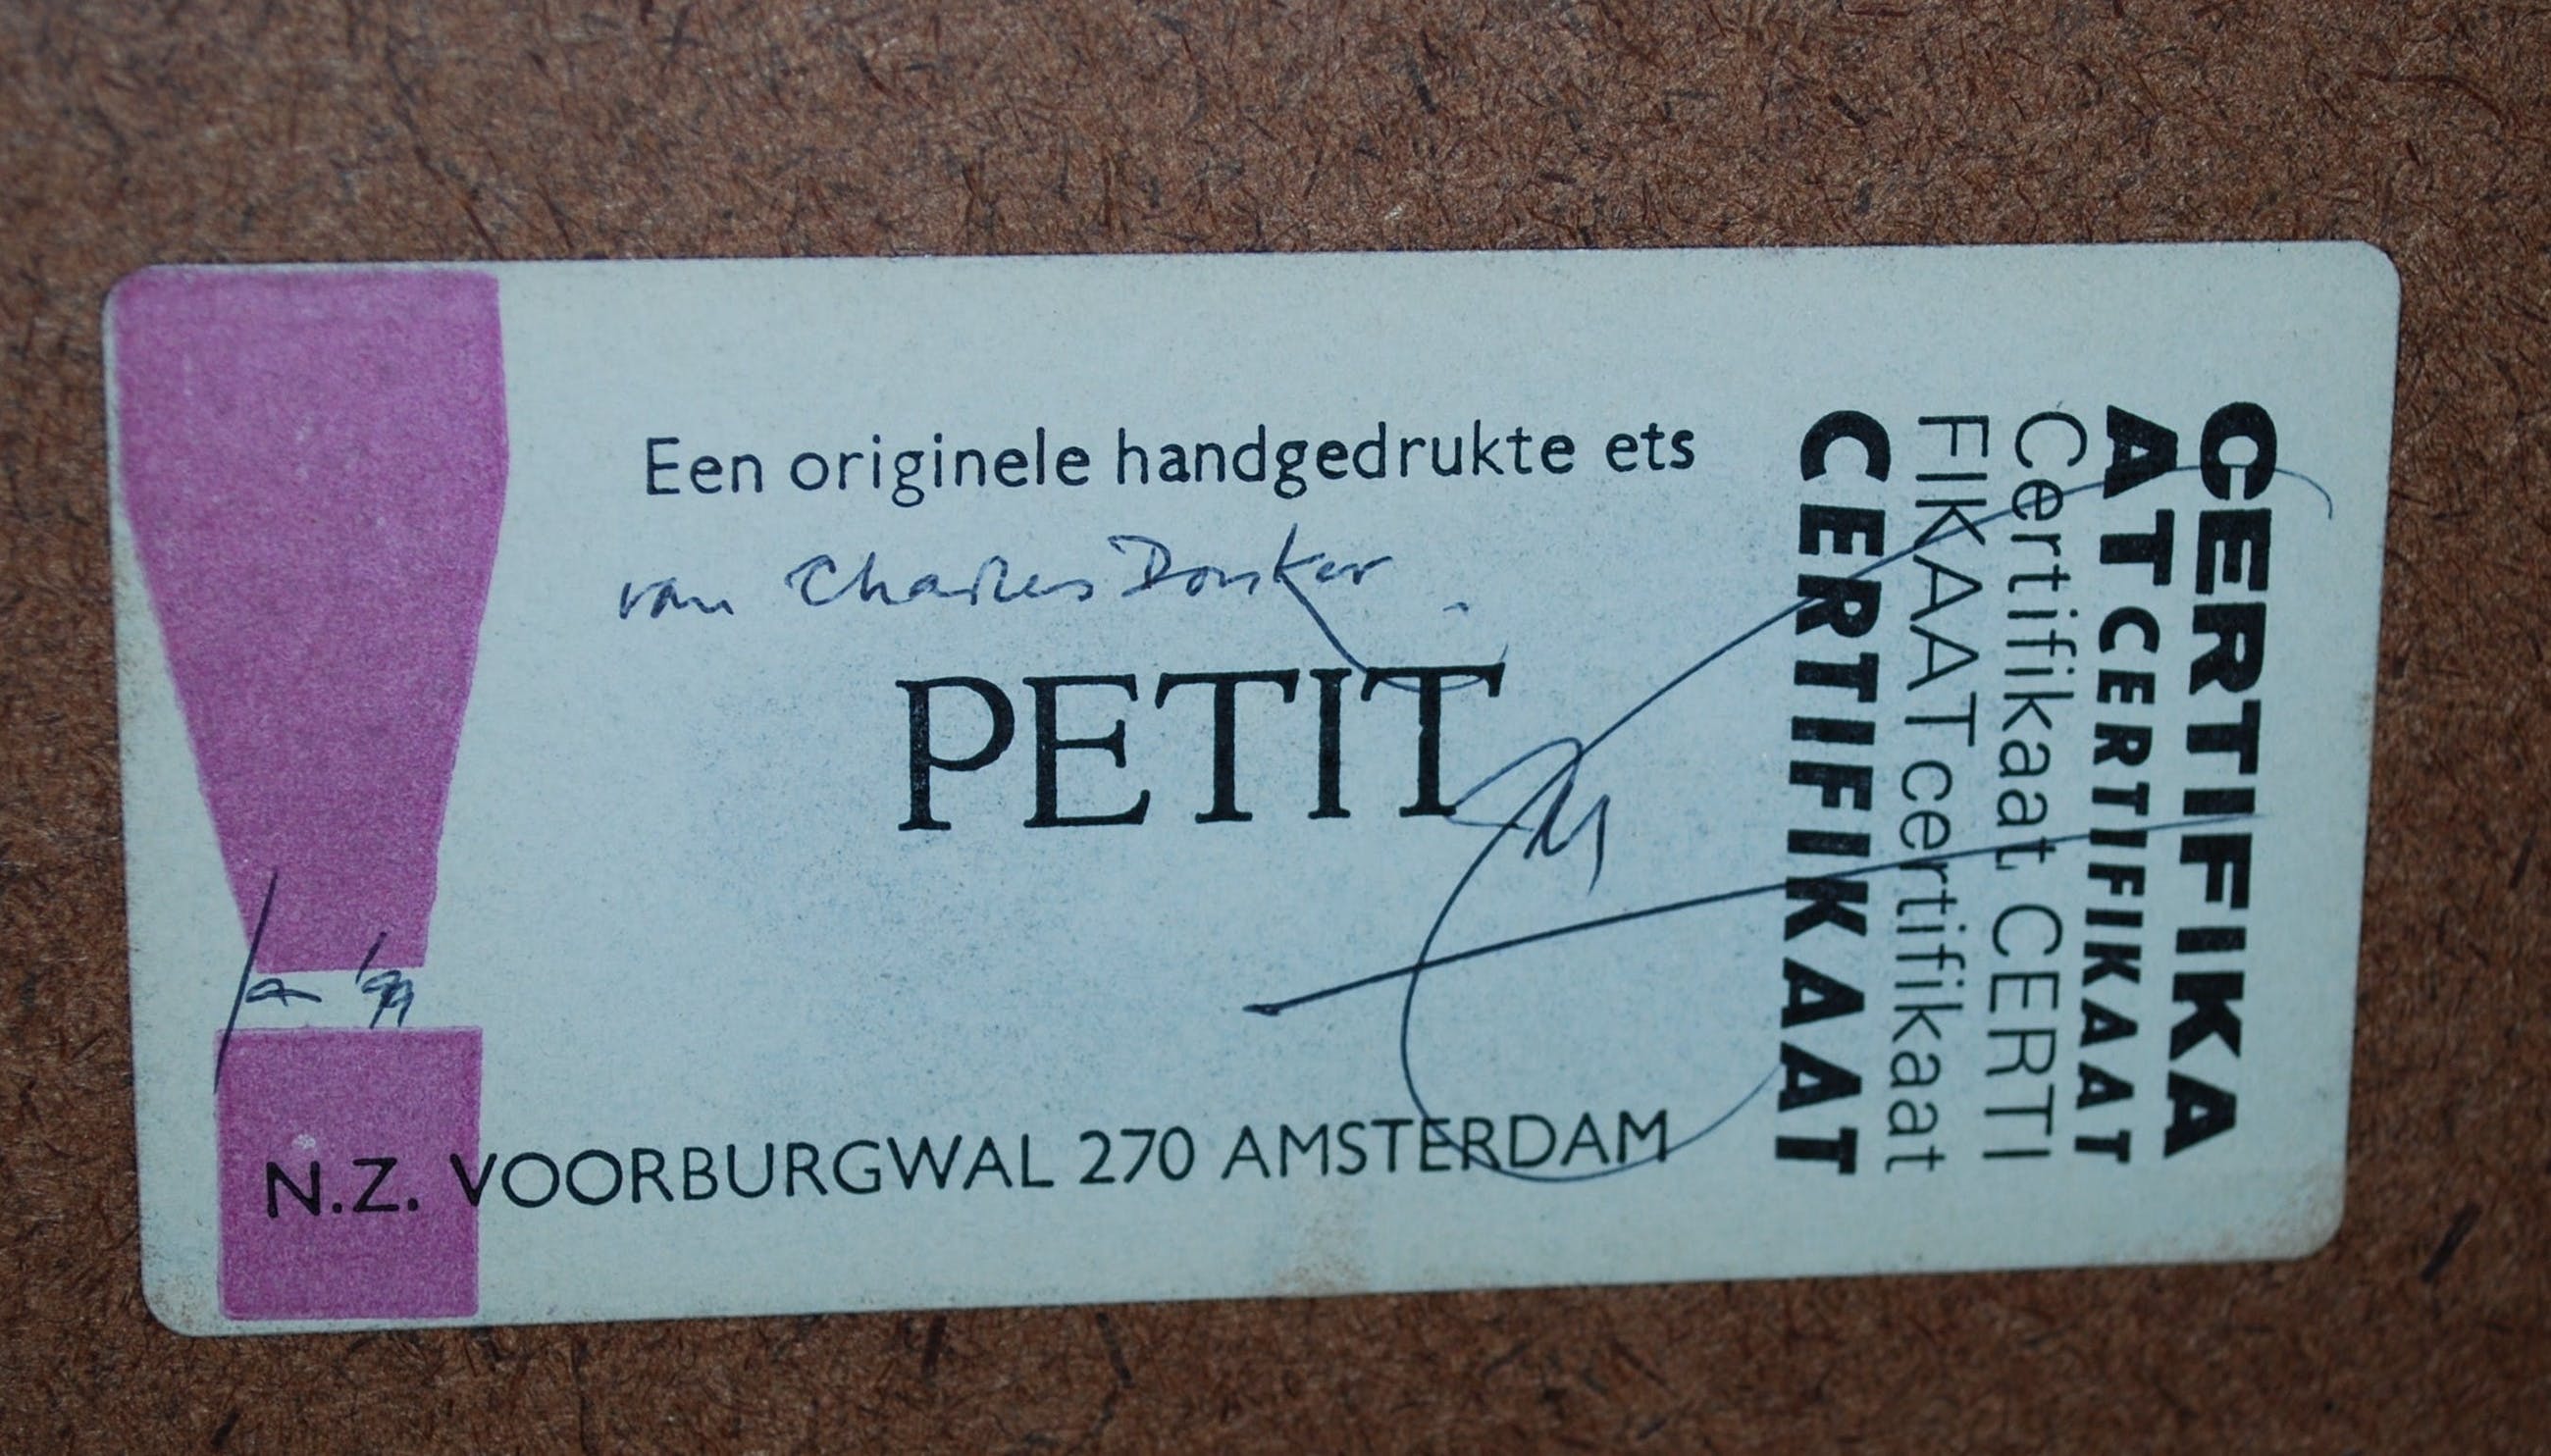 Een originele handgedrukte ets
van Charles Donker
PETIT
N.Z. VOORBURGWAL 270 AMSTERDAM
CERTIFIKA
AT CERTIFIKAAT
Certifikaat CERTI
FIKAAT certifikaat
CERTIFIKAAT